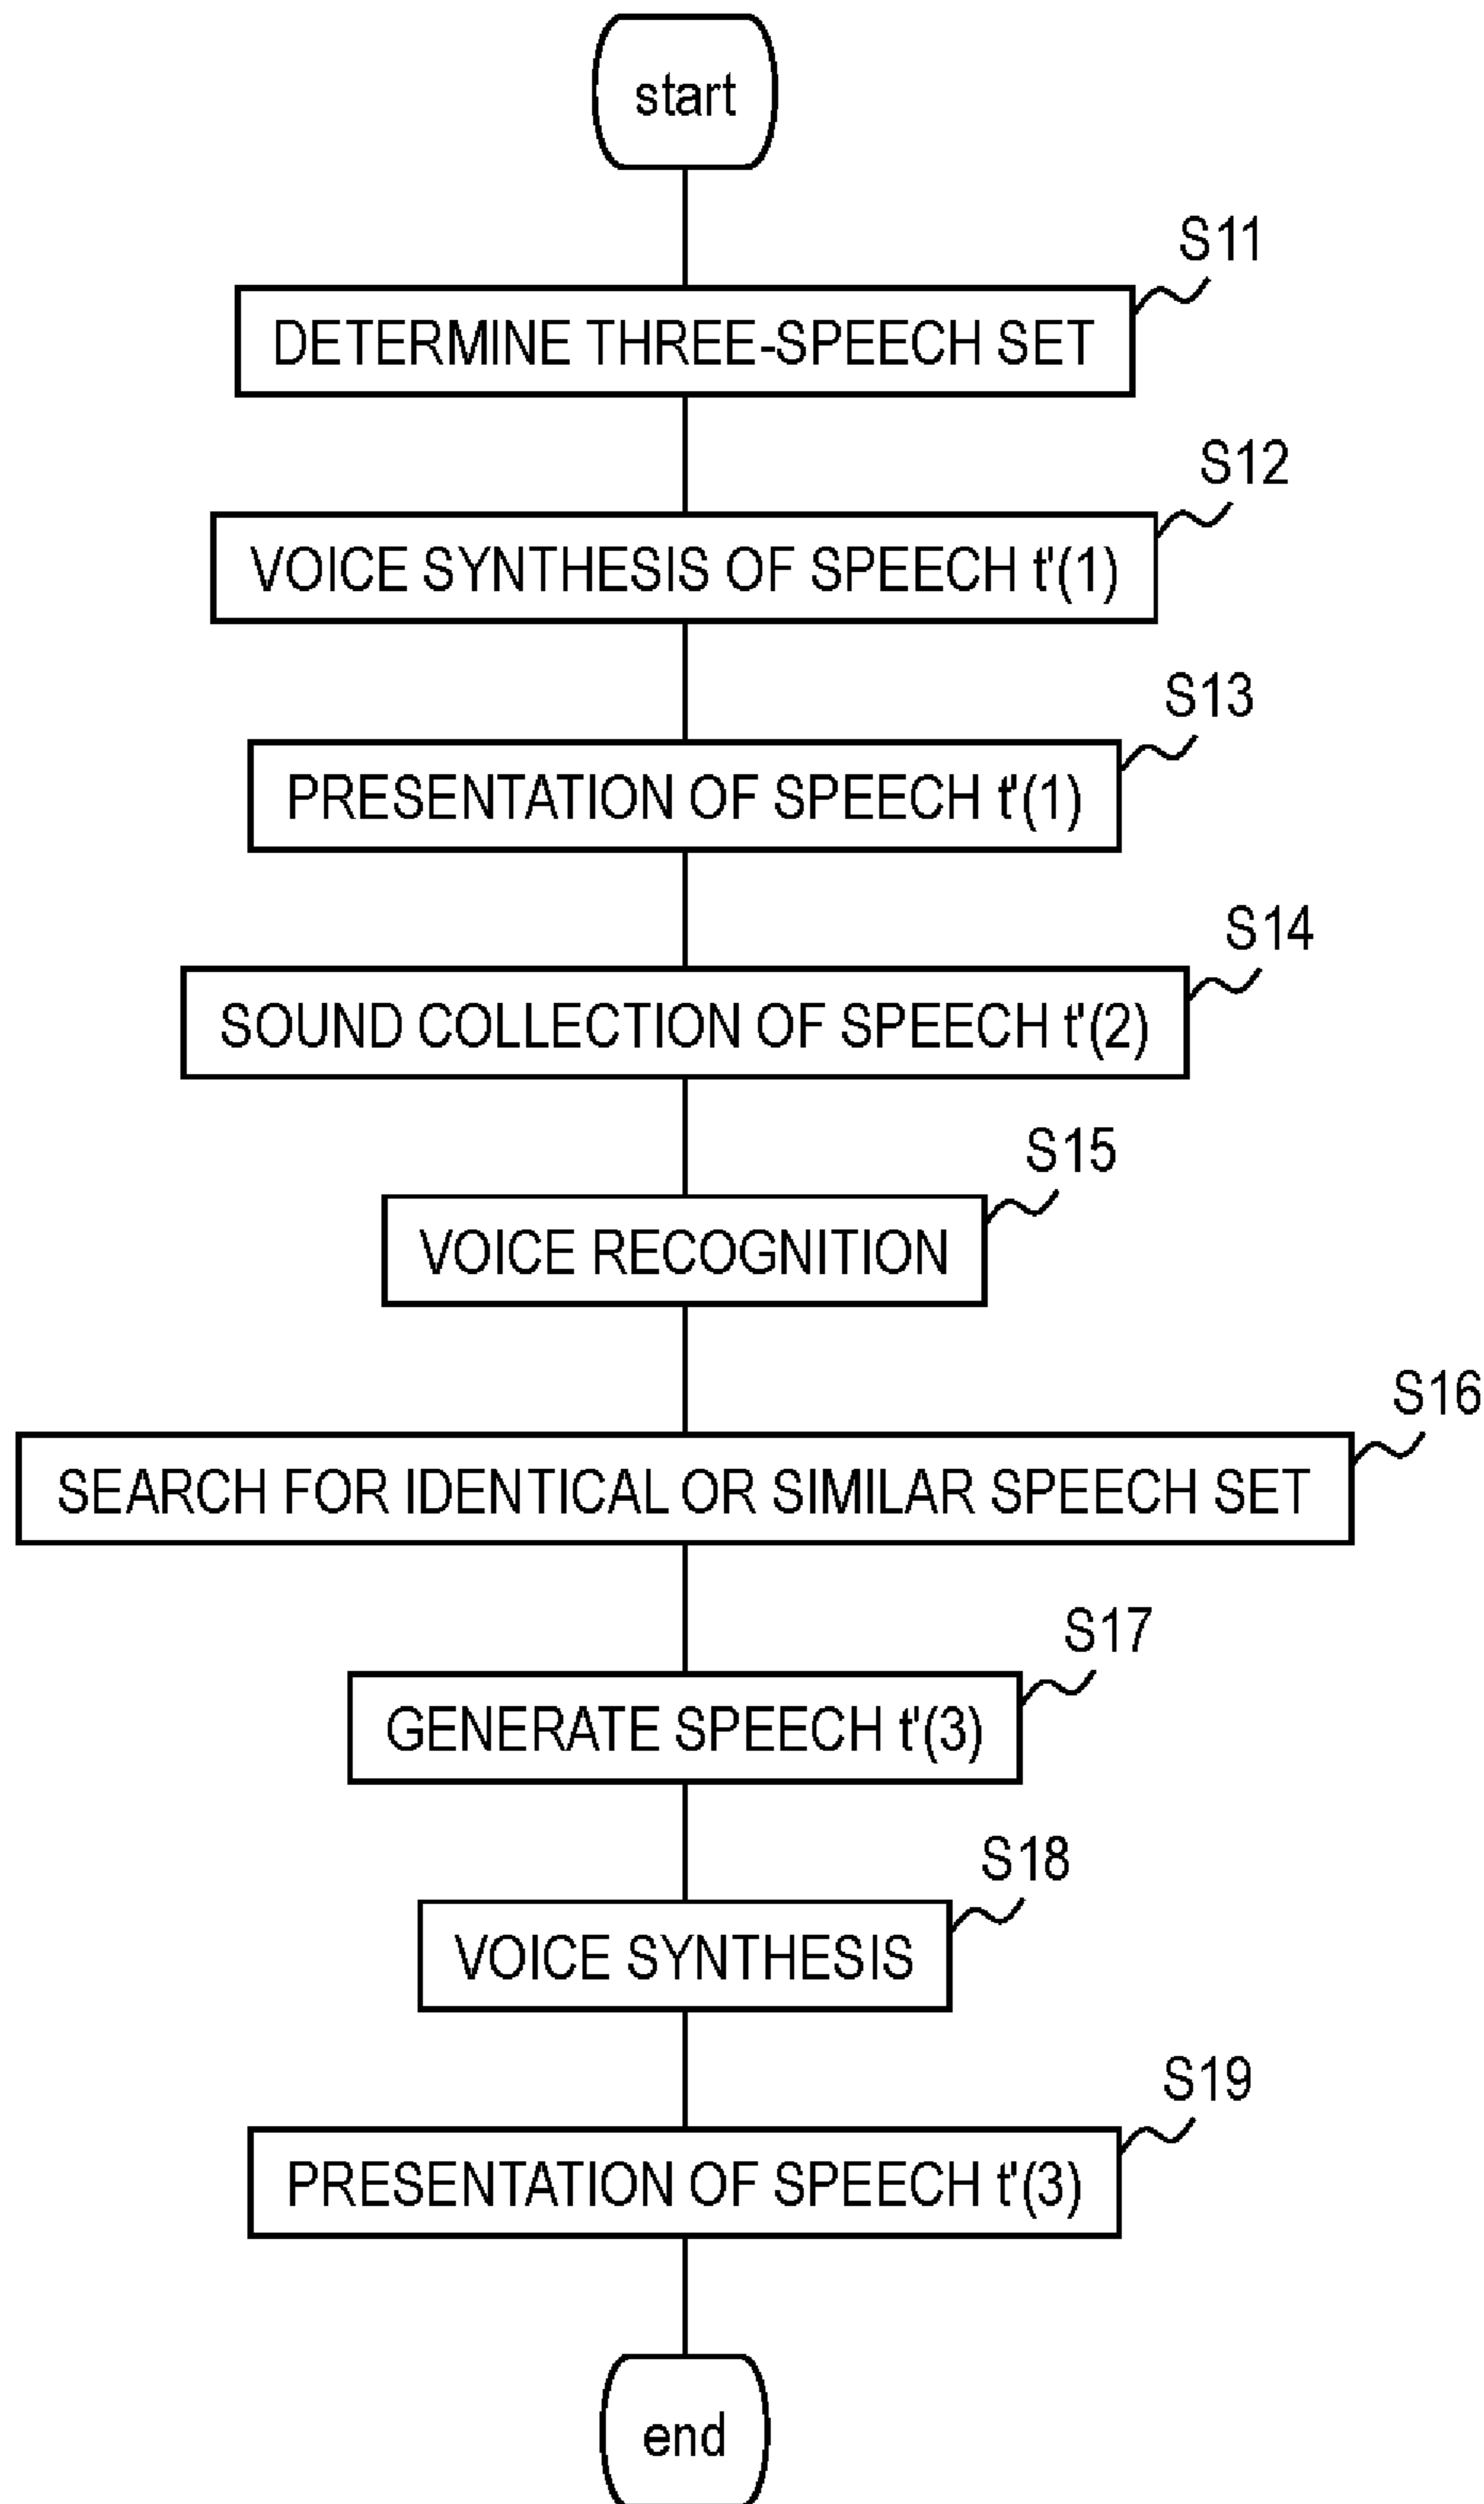 start
S11
DETERMINE THREE-SPEECH SET
S12
VOICE SYNTHESIS OF SPEECH t'(1)
S13
PRESENTATION OF SPEECH t'(1)
S14
SOUND COLLECTION OF SPEECH t'(2)
S15
VOICE RECOGNITION
S16
SEARCH FOR IDENTICAL OR SIMILAR SPEECH SET
S17
GENERATE SPEECH t'(3)
S18
VOICE SYNTHESIS
S19
PRESENTATION OF SPEECH t'(3)
end